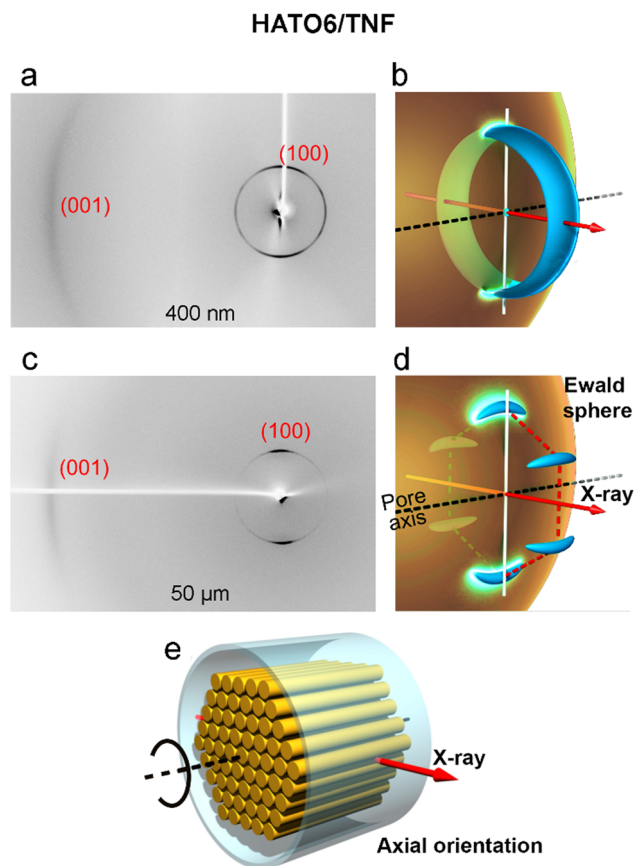 HATO6/TNF
a
b
(100)
(001)
400 nm
c
d
Ewald
sphere
(100)
(001)
X-ray
Pore
axis
50 µm
e
X-ray
Axial orientation